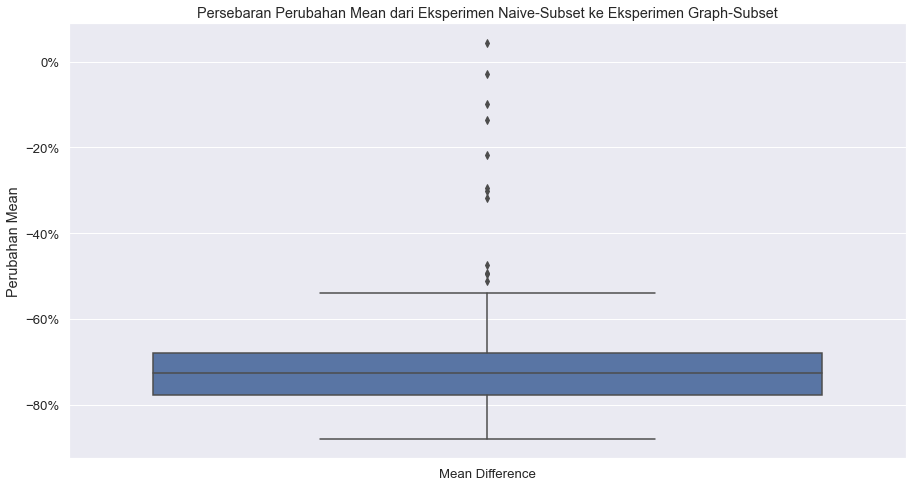 Persebaran Perubahan Mean dari Eksperimen Naive-Subset ke Eksperimen Graph-Subset
0%
−20%
−40%
−60%
−80%
Perubahan Mean
Mean Difference